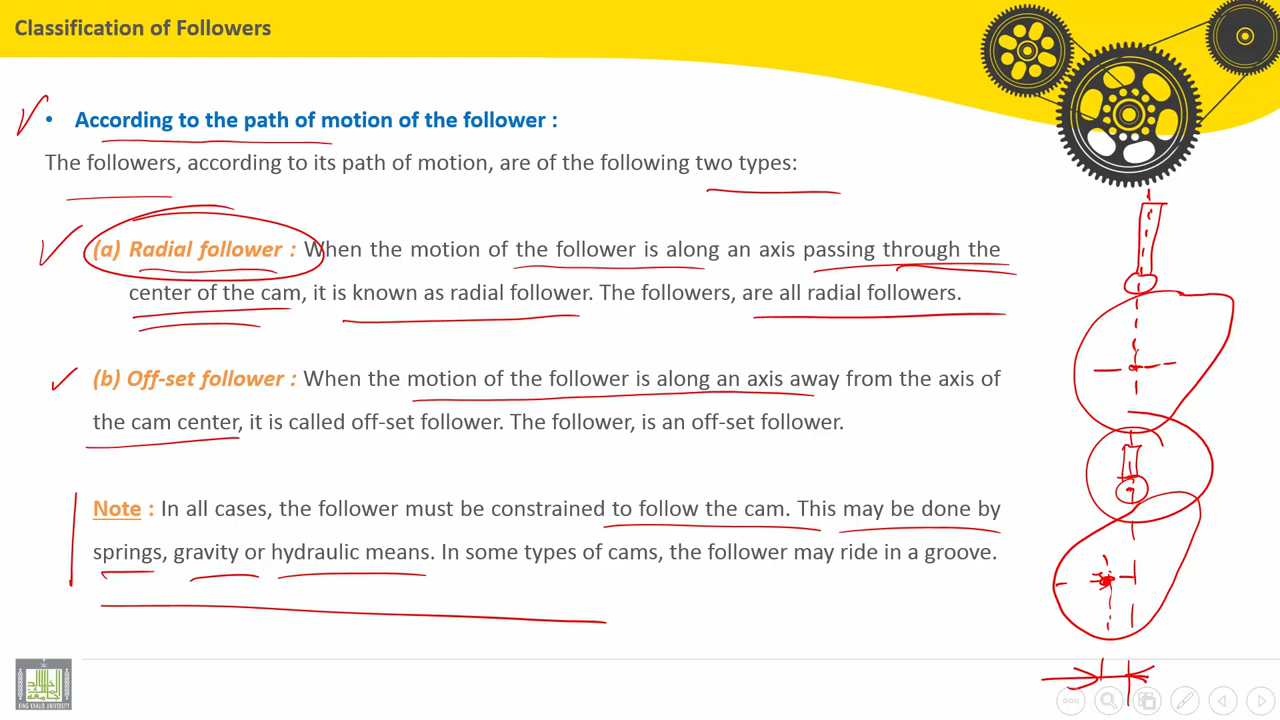 Classification of Followers
• According to the path of motion of the follower :
The followers, according to its path of motion, are of the following two types:
(a) Radial follower : When the motion of the follower is along an axis passing through the
center of the cam, it is known as radial follower. The followers, are all radial followers.
(b) Off-set follower : When the motion of the follower is along an axis away from the axis of
the cam center, it is called off-set follower. The follower, is an off-set follower.
Note : In all cases, the follower must be constrained to follow the cam. This may be done by
springs, gravity or hydraulic means. In some types of cams, the follower may ride in a groove.
KING KHALID UNIVERSITY